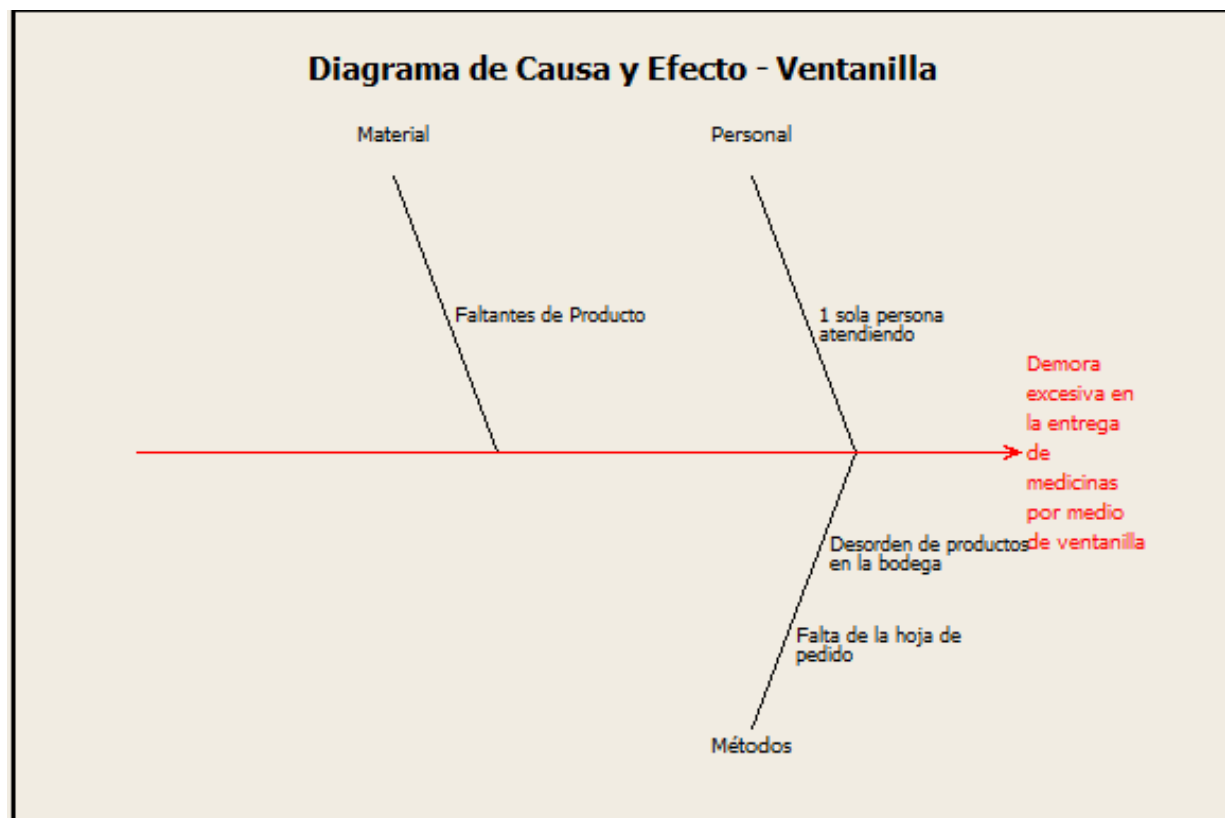 Diagrama de Causa y Efecto - Ventanilla
Material
Personal
Faltantes de Producto
1 sola persona
atendiendo
Demora
excesiva en
la entrega
de
medicinas
por medio
de ventanilla
Desorden de productos
en la bodega
Falta de la hoja de
pedido
Métodos